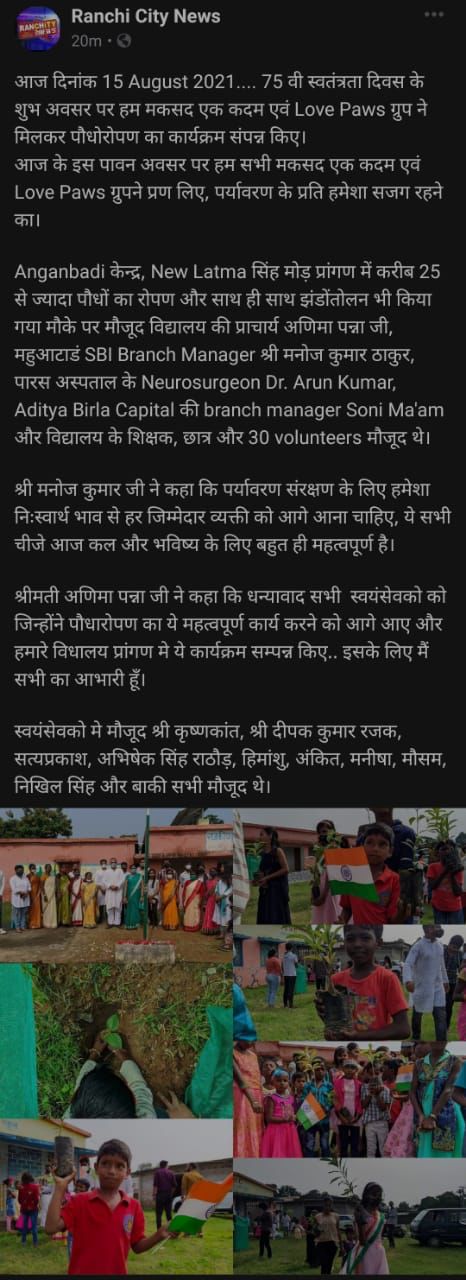 RANCHI CITY
NEWS
Ranchi City News
20m
आज दिनांक 15 August 2021.... 75 वी स्वतंत्रता दिवस के
शुभ अवसर पर हम मकसद एक कदम एवं Love Paws ग्रुप ने
मिलकर पौधोरोपण का कार्यक्रम संपन्न किए।
आज के इस पावन अवसर पर हम सभी मकसद एक कदम एवं
Love Paws ग्रुपने प्रण लिए, पर्यावरण के प्रति हमेशा सजग रहने
का।
Anganbadi केन्द्र, New Latma सिंह मोड़ प्रांगण में करीब 25
से ज्यादा पौधों का रोपण और साथ ही साथ झंडोंतोलन भी किया
गया मौके पर मौजूद विद्यालय की प्राचार्य अणिमा पन्ना जी,
महुआटाडं SBI Branch Manager श्री मनोज कुमार ठाकुर,
पारस अस्पताल के Neurosurgeon Dr. Arun Kumar,
Aditya Birla Capital की branch manager Soni Ma'am
और विद्यालय के शिक्षक, छात्र और 30 volunteers मौजूद थे।
श्री मनोज कुमार जी ने कहा कि पर्यावरण संरक्षण के लिए हमेशा
निःस्वार्थ भाव से हर जिम्मेदार व्यक्ती को आगे आना चाहिए, ये सभी
चीजे आज कल और भविष्य के लिए बहुत ही महत्वपूर्ण है।
श्रीमती अणिमा पन्ना जी ने कहा कि धन्यावाद सभी स्वयंसेवको को
जिन्होंने पौधारोपण का ये महत्वपूर्ण कार्य करने को आगे आए और
हमारे विधालय प्रांगण मे ये कार्यक्रम सम्पन्न किए.. इसके लिए मैं
सभी का आभारी हूँ।
स्वयंसेवको मे मौजूद श्री कृष्णकांत, श्री दीपक कुमार रजक,
सत्यप्रकाश, अभिषेक सिंह राठौड़, हिमांशु, अंकित, मनीषा, मौसम,
निखिल सिंह और बाकी सभी मौजूद थे।